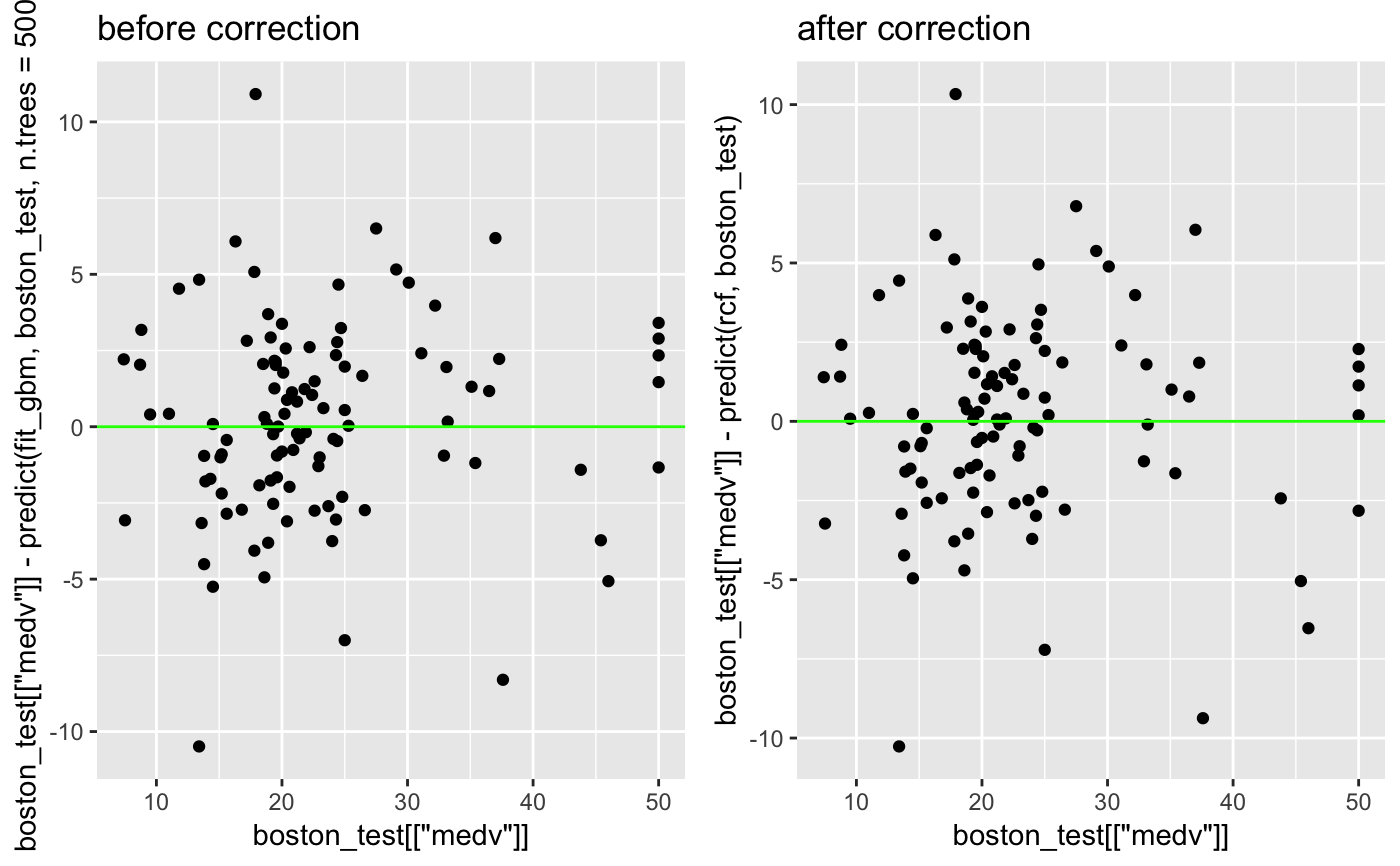 before correction
boston_test[["medv"]] - predict(fit_gbm, boston_test, n.trees = 500
10
5
0
-5
-10
10 20 30 40 50
boston_test[["medv"]]
after correction
boston_test[["medv"]] - predict(rcf, boston_test)
10
5
0
-5
-10
10 20 30 40 50
boston_test[["medv"]]